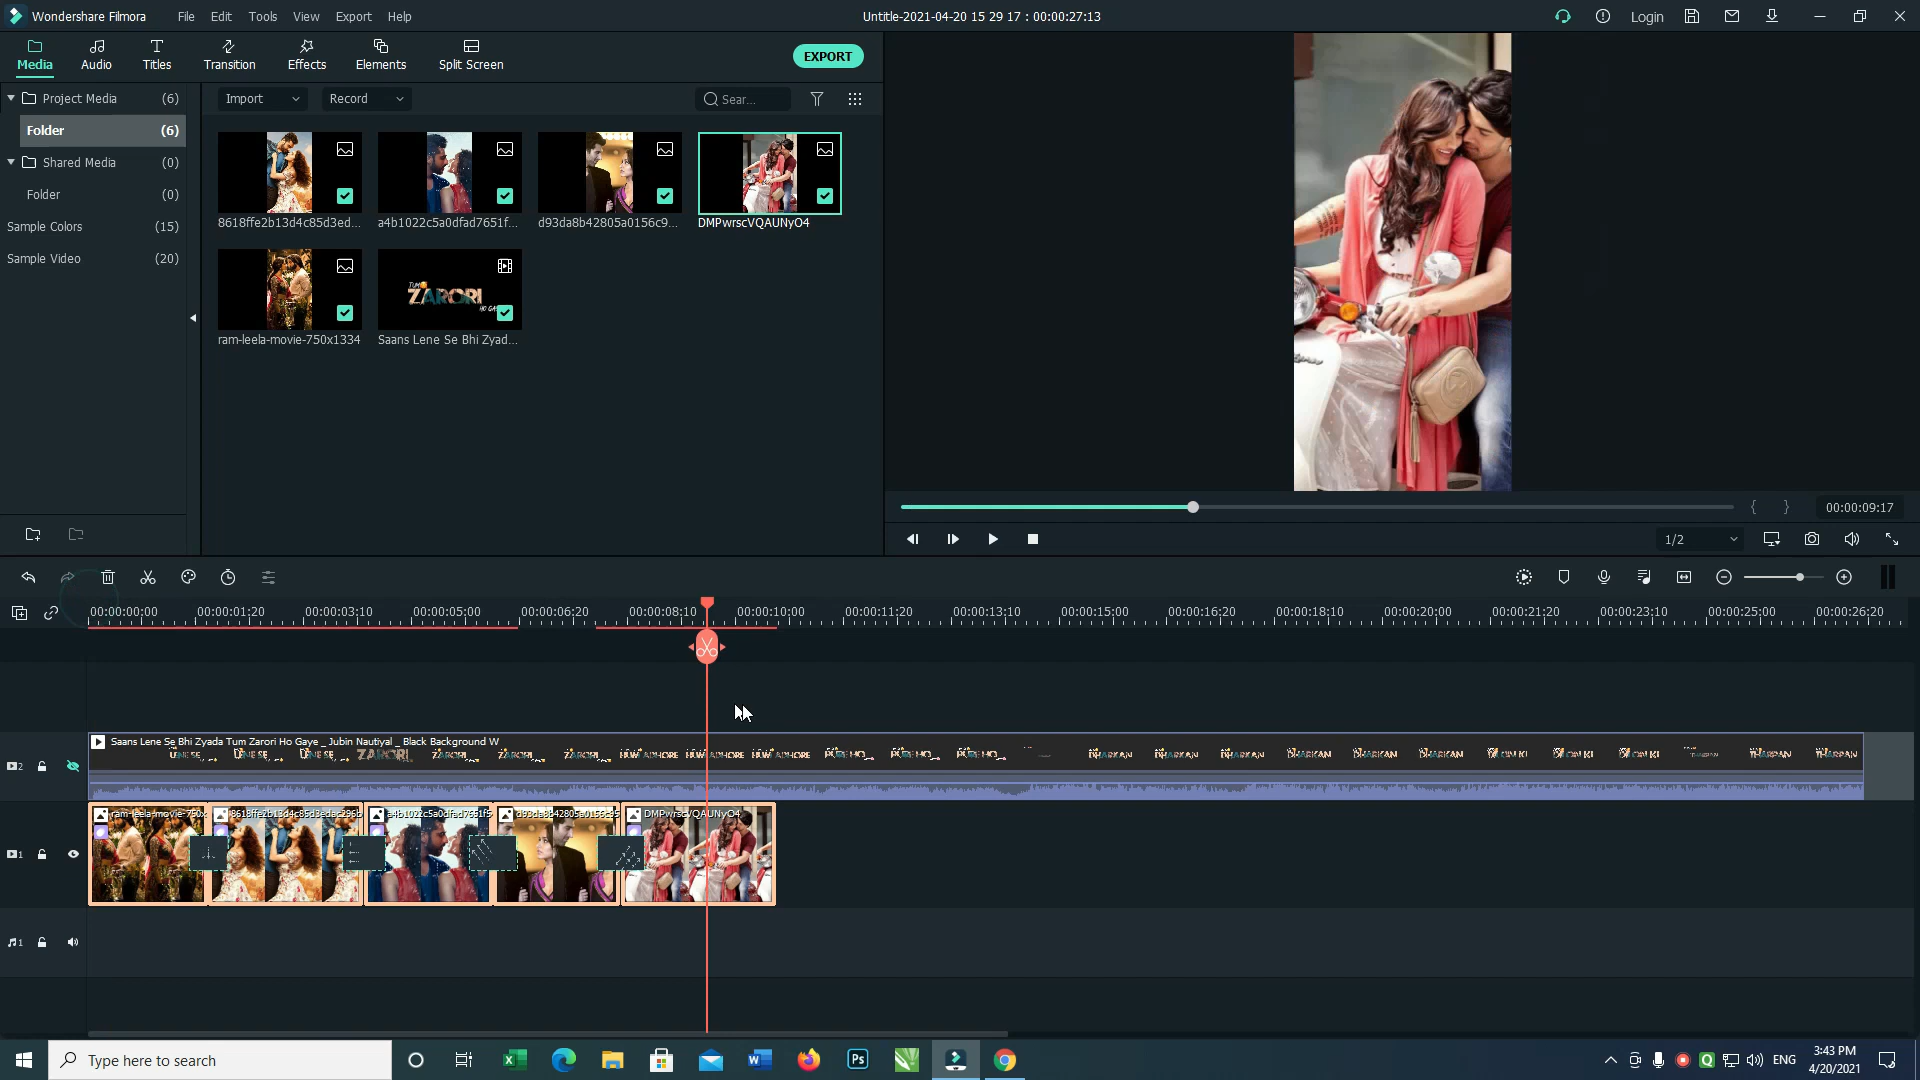 Wondershare Filmora
File Edit Tools View Export Help
Untitle-2021-04-20 15 29 17 : 00:00:27:13
Login
Media
Audio
Titles
Transition
Effects
Elements
Split Screen
EXPORT
Project Media (6)
Folder (6)
Shared Media (0)
Folder (0)
Sample Colors (15)
Sample Video (20)
Import
Record
Sear...
8618ffe2b13d4c85d3ed...
a4b1022c5a0dfad7651f...
d93da8b42805a0156c9...
DMPwrscVQAUNyO4
ZARORI
ram-leela-movie-750x1334
Saans Lene Se Bhi Zyad...
{ }
00:00:09:17
1/2
00:00:00:00 00:00:01:20 00:00:03:10 00:00:05:00 00:00:06:20 00:00:08:10 00:00:10:00 00:00:11:20 00:00:13:10 00:00:15:00 00:00:16:20 00:00:18:10 00:00:20:00 00:00:21:20 00:00:23:10 00:00:25:00 00:00:26:20
Saans Lene Se Bhi Zyada Tum Zarori Ho Gaye _ Jubin Nautiyal _ Black Background W
ZARORI
2
ram-leela-movie-750x
DMPwrscVQAUNyO4
1
1
Type here to search
Ps
ENG
3:43 PM
4/20/2021